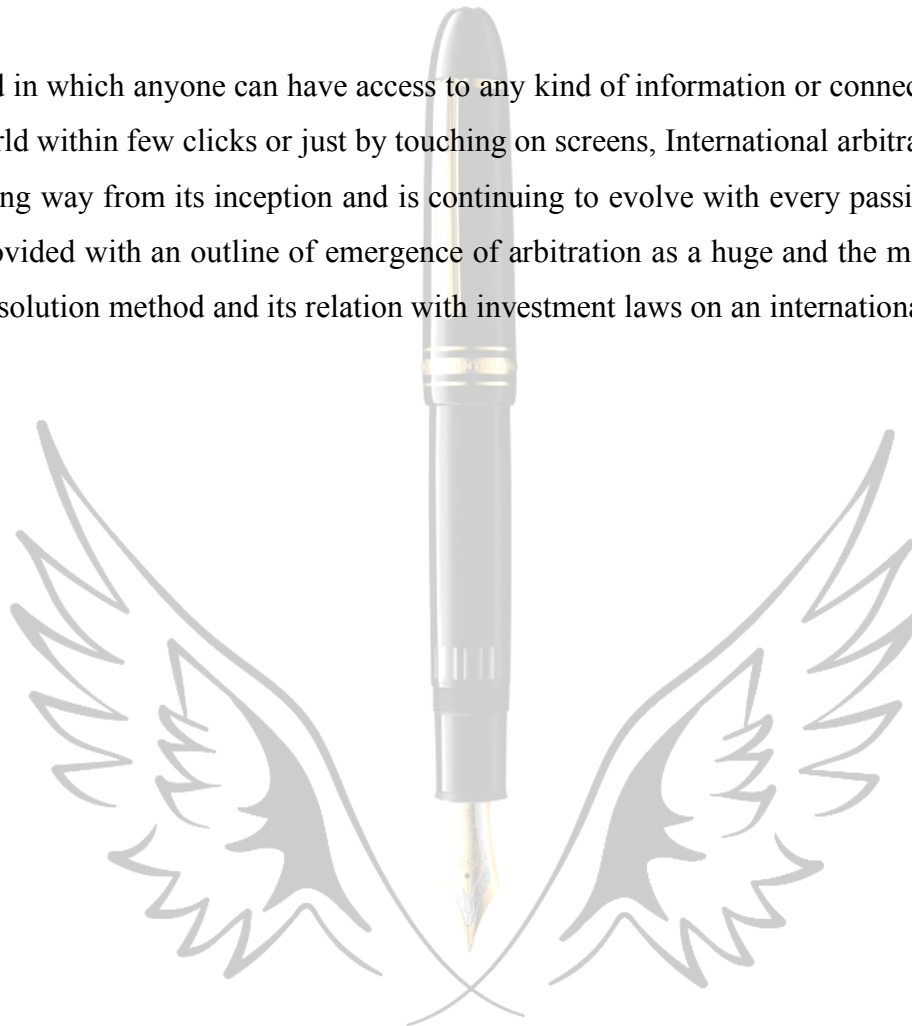 in which anyone can have access to any kind of information or connec
within few clicks or just by touching on screens, International arbitra
way from its inception and is continuing to evolve with every passi
with an outline of emergence of arbitration as a huge and the m
solution method and its relation with investment laws on an internationa